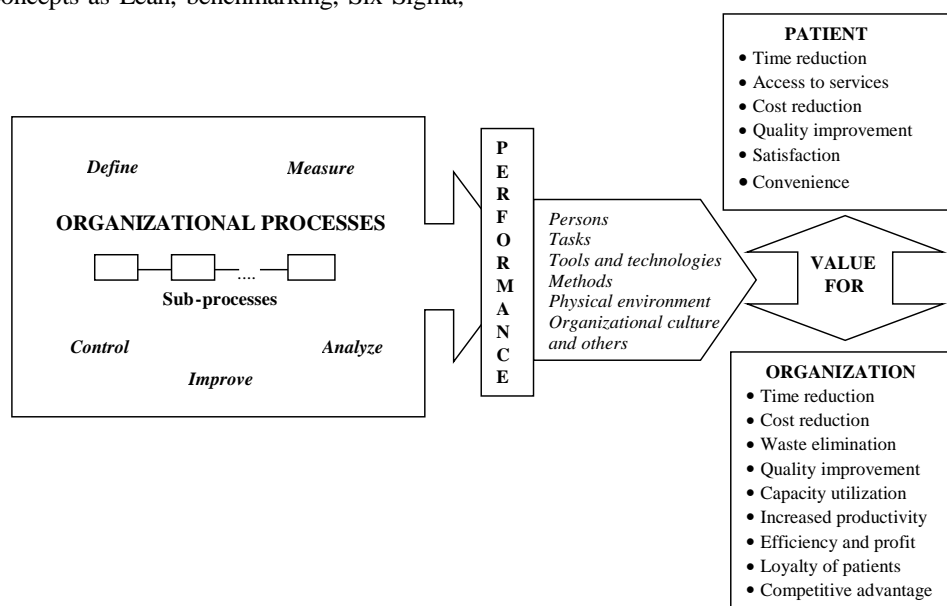 oncepts as Lean, benchmarking, Six Sigma,
Define Measure
ORGANIZATIONAL PROCESSES
....
Sub-processes
Control Analyze
Improve
P
E
R
F
O
R
M
A
N
C
E
Persons
Tasks
Tools and technologies
Methods
Physical environment
Organizational culture
and others
PATIENT
• Time reduction
• Access to services
• Cost reduction
• Quality improvement
• Satisfaction
• Convenience
VALUE
FOR
ORGANIZATION
• Time reduction
• Cost reduction
• Waste elimination
• Quality improvement
• Capacity utilization
• Increased productivity
• Efficiency and profit
• Loyalty of patients
• Competitive advantage